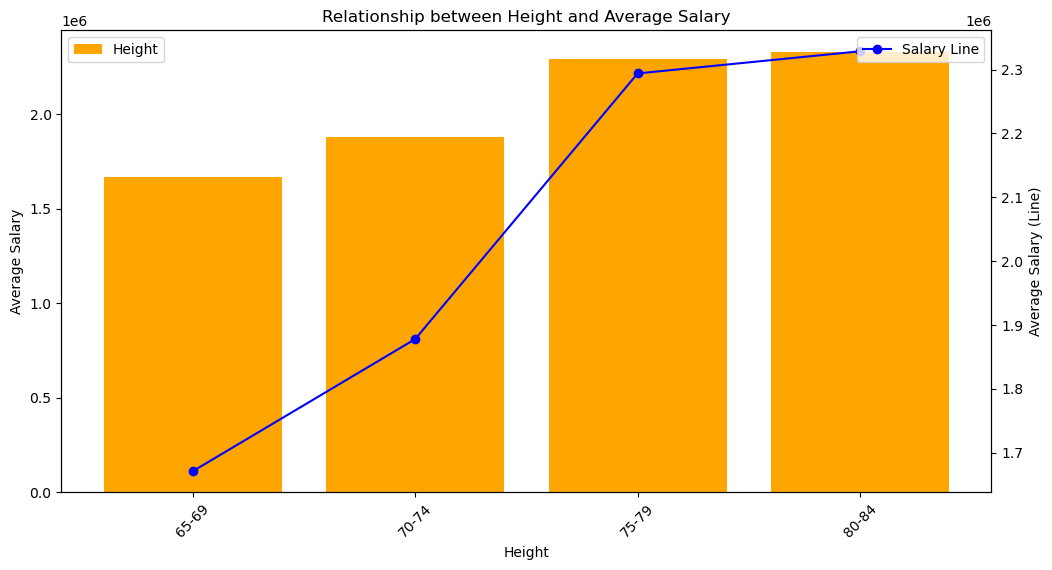 Relationship between Height and Average Salary
1e6
1e6
Height
Salary Line
2.0
1.5
1.0
0.5
0.0
Average Salary
2.3
2.2
2.1
2.0
1.9
1.8
1.7
Average Salary (Line)
65-69
70-74
75-79
80-84
Height